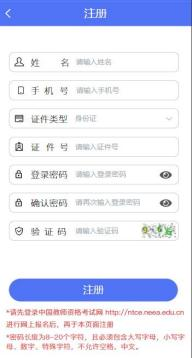 注册
姓名 请输入姓名
手机号 请输入手机号
证件类型 身份证
证件号 请输入证件号
登录密码 请输入登录密码
确认密码 请再次输入登录密码
验证码 请输入验证码
注册
*请先登录中国教师资格考试网 http://ntce.neea.edu.cn
进行网上报名后，再于本页面注册
*密码长度为8-20个字符，且必须包含大写字母，小写字
母，数字，特殊字符，不允许空格，中文。